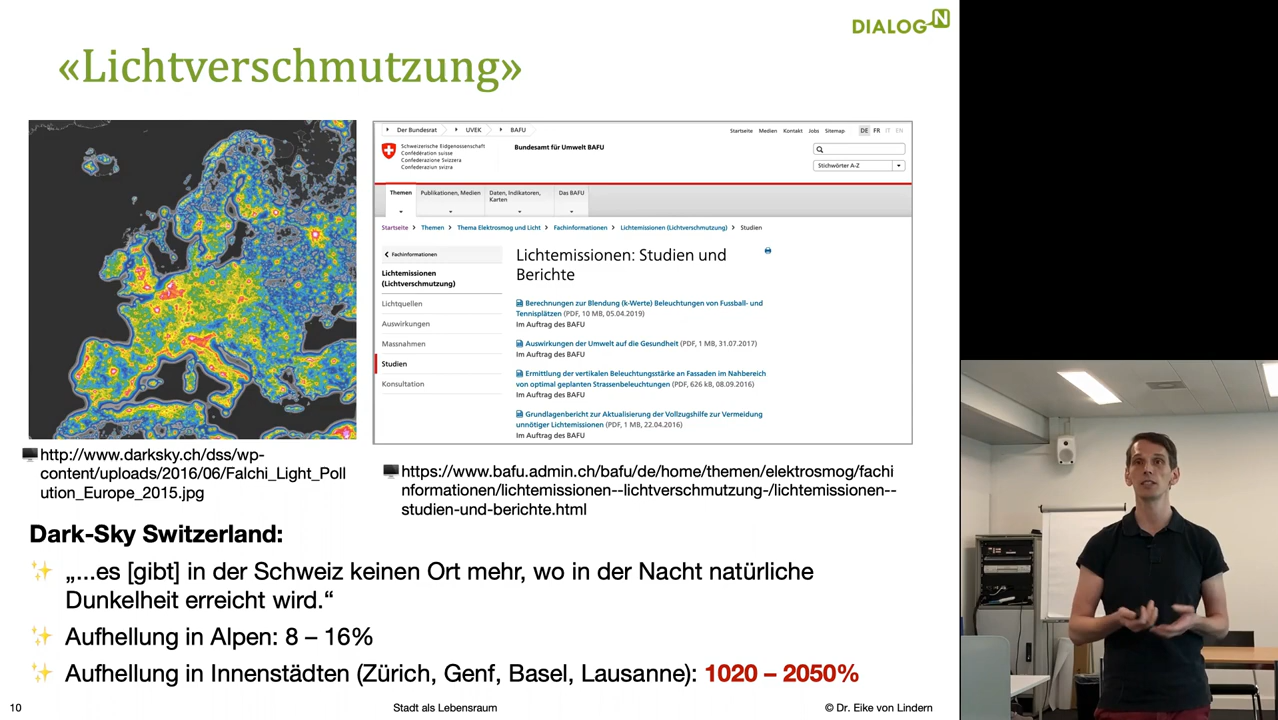 DIALOG N
«Lichtverschmutzung»
Der Bundesrat UVEK BAFU
Startseite Medien Kontakt Jobs Sitemap DE FR IT EN
Schweizerische Eidgenossenschaft
Confédération suisse
Confederazione Svizzera
Confederaziun svizra
Bundesamt für Umwelt BAFU
Stichwörter A-Z
Themen Publikationen, Medien Daten, Indikatoren, Karten Das BAFU
Startseite Themen Thema Elektrosmog und Licht Fachinformationen Lichtemissionen (Lichtverschmutzung) Studien
Fachinformationen
Lichtemissionen
(Lichtverschmutzung)
Lichtquellen
Auswirkungen
Massnahmen
Studien
Konsultation
Lichtemissionen: Studien und
Berichte
Berechnungen zur Blendung (k-Werte) Beleuchtungen von Fussball- und
Tennisplätzen (PDF, 10 MB, 05.04.2019)
Im Auftrag des BAFU
Auswirkungen der Umwelt auf die Gesundheit (PDF, 1 MB, 31.07.2017)
Im Auftrag des BAFU
Ermittlung der vertikalen Beleuchtungsstärke an Fassaden im Nahbereich
von optimal geplanten Strassenbeleuchtungen (PDF, 626 kB, 08.09.2016)
Im Auftrag des BAFU
Grundlagenbericht zur Aktualisierung der Vollzugshilfe zur Vermeidung
unnötiger Lichtemissionen (PDF, 1 MB, 22.04.2016)
Im Auftrag des BAFU
http://www.darksky.ch/dss/wp-
content/uploads/2016/06/Falchi_Light_Poll
ution_Europe_2015.jpg
https://www.bafu.admin.ch/bafu/de/home/themen/elektrosmog/fachi
nformationen/lichtemissionen--lichtverschmutzung-/lichtemissionen--
studien-und-berichte.html
Dark-Sky Switzerland:
„...es [gibt] in der Schweiz keinen Ort mehr, wo in der Nacht natürliche
Dunkelheit erreicht wird.“
Aufhellung in Alpen: 8 – 16%
Aufhellung in Innenstädten (Zürich, Genf, Basel, Lausanne): 1020 – 2050%
10
Stadt als Lebensraum
© Dr. Eike von Lindern